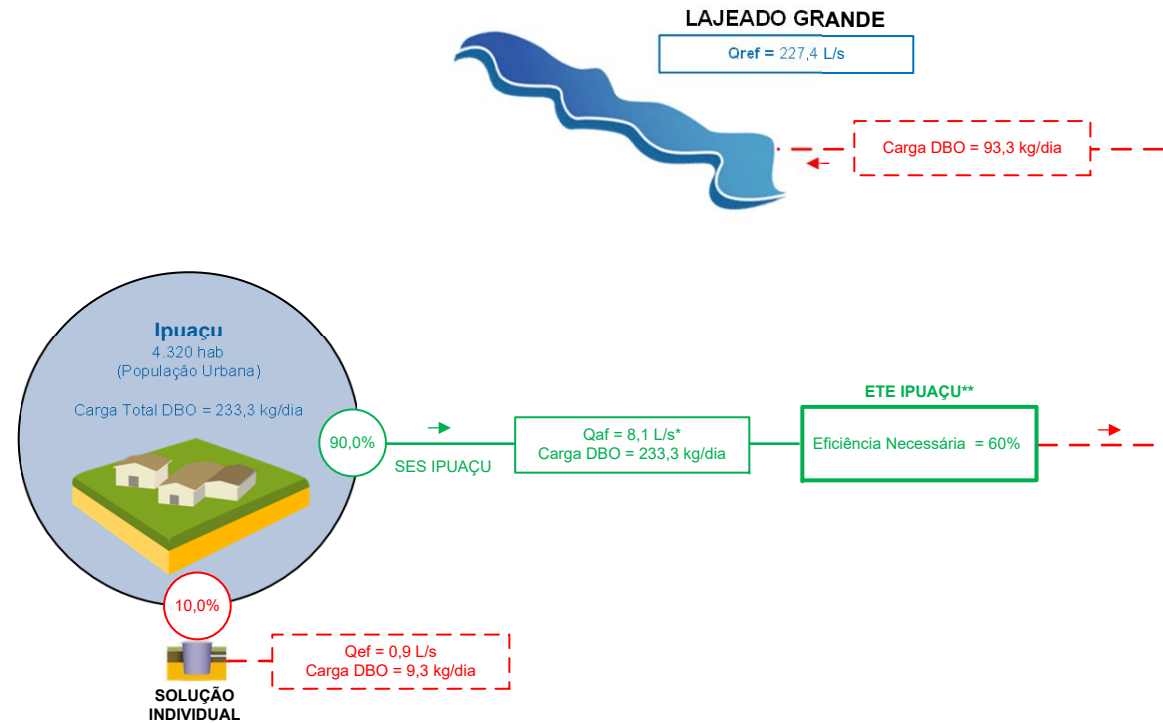 LAJEADO GRANDE
Qref = 227,4 L/s
Carga DBO = 93,3 kg/dia
Ipuaçu
4.320 hab
(População Urbana)
Carga Total DBO = 233,3 kg/dia
90,0%
SES IPUAÇU
Qaf = 8,1 L/s*
Carga DBO = 233,3 kg/dia
ETE IPUAÇU**
Eficiência Necessária = 60%
10,0%
Qef = 0,9 L/s
Carga DBO = 9,3 kg/dia
SOLUÇÃO
INDIVIDUAL